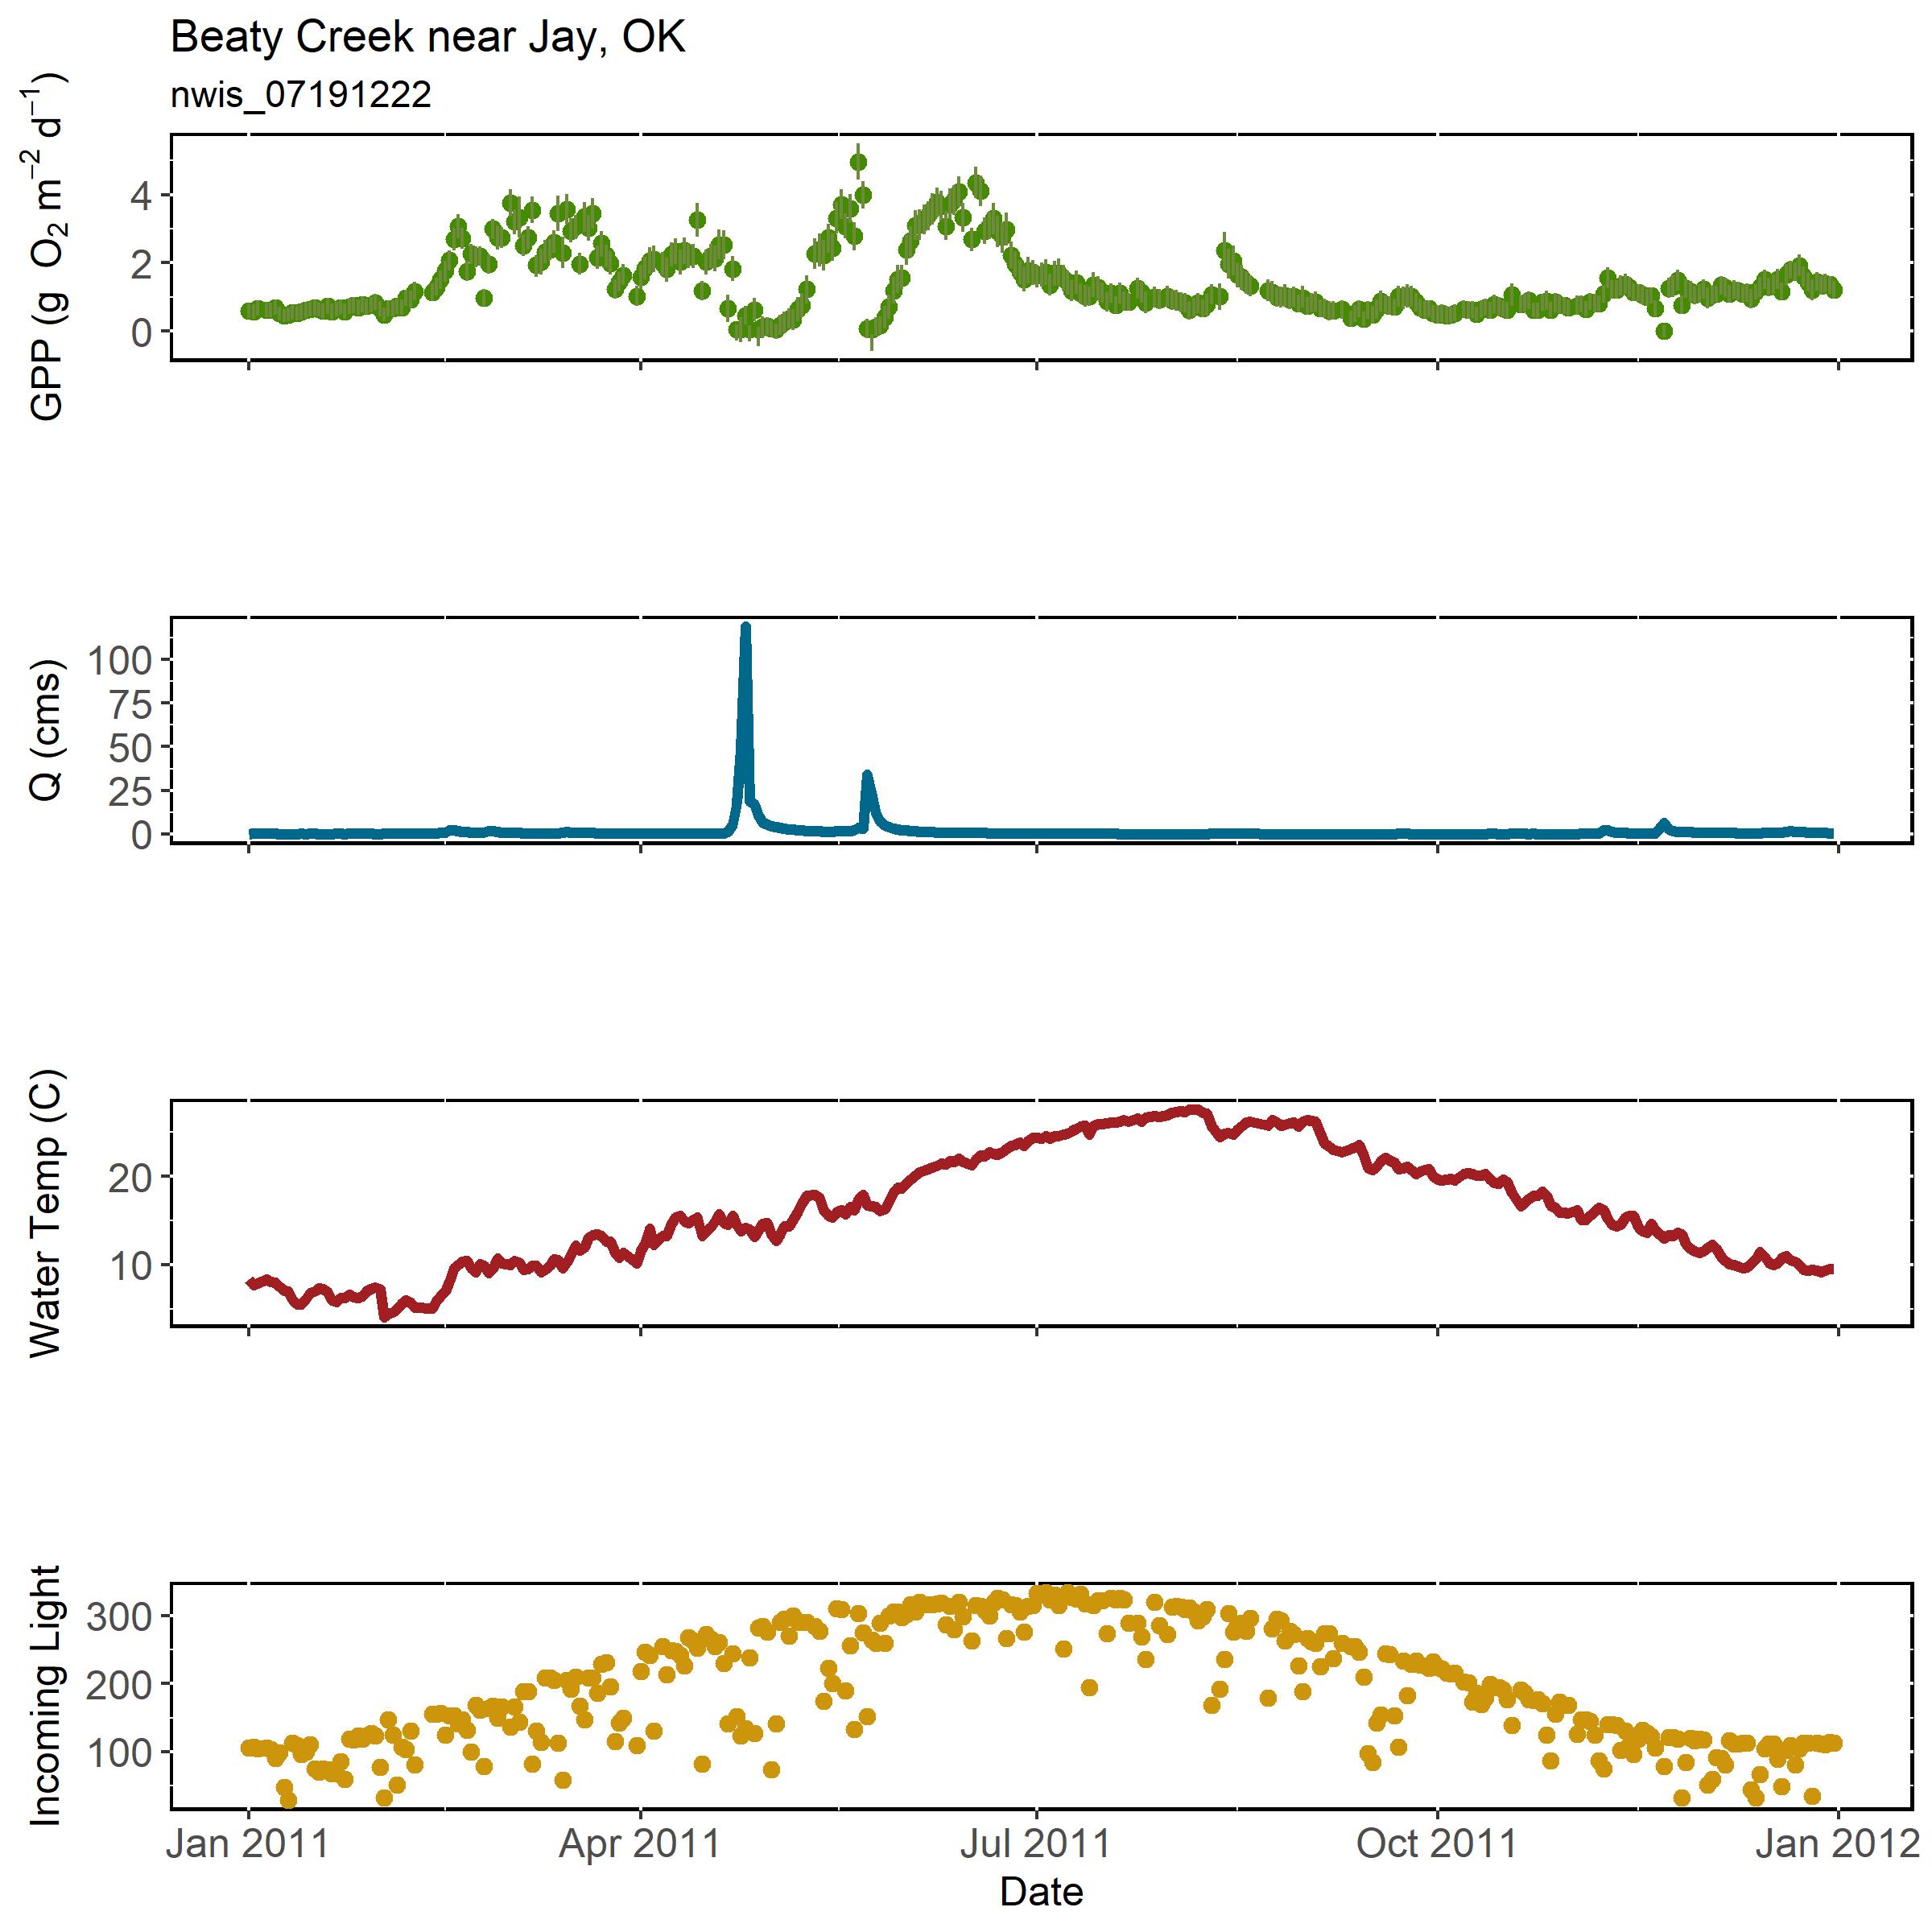 Beaty Creek near Jay, OK
nwis_07191222
GPP (g O₂ m⁻² d⁻¹)
4
2
0
Q (cms)
100
75
50
25
0
Water Temp (C)
20
10
Incoming Light
300
200
100
Jan 2011 Apr 2011 Jul 2011 Oct 2011 Jan 2012
Date